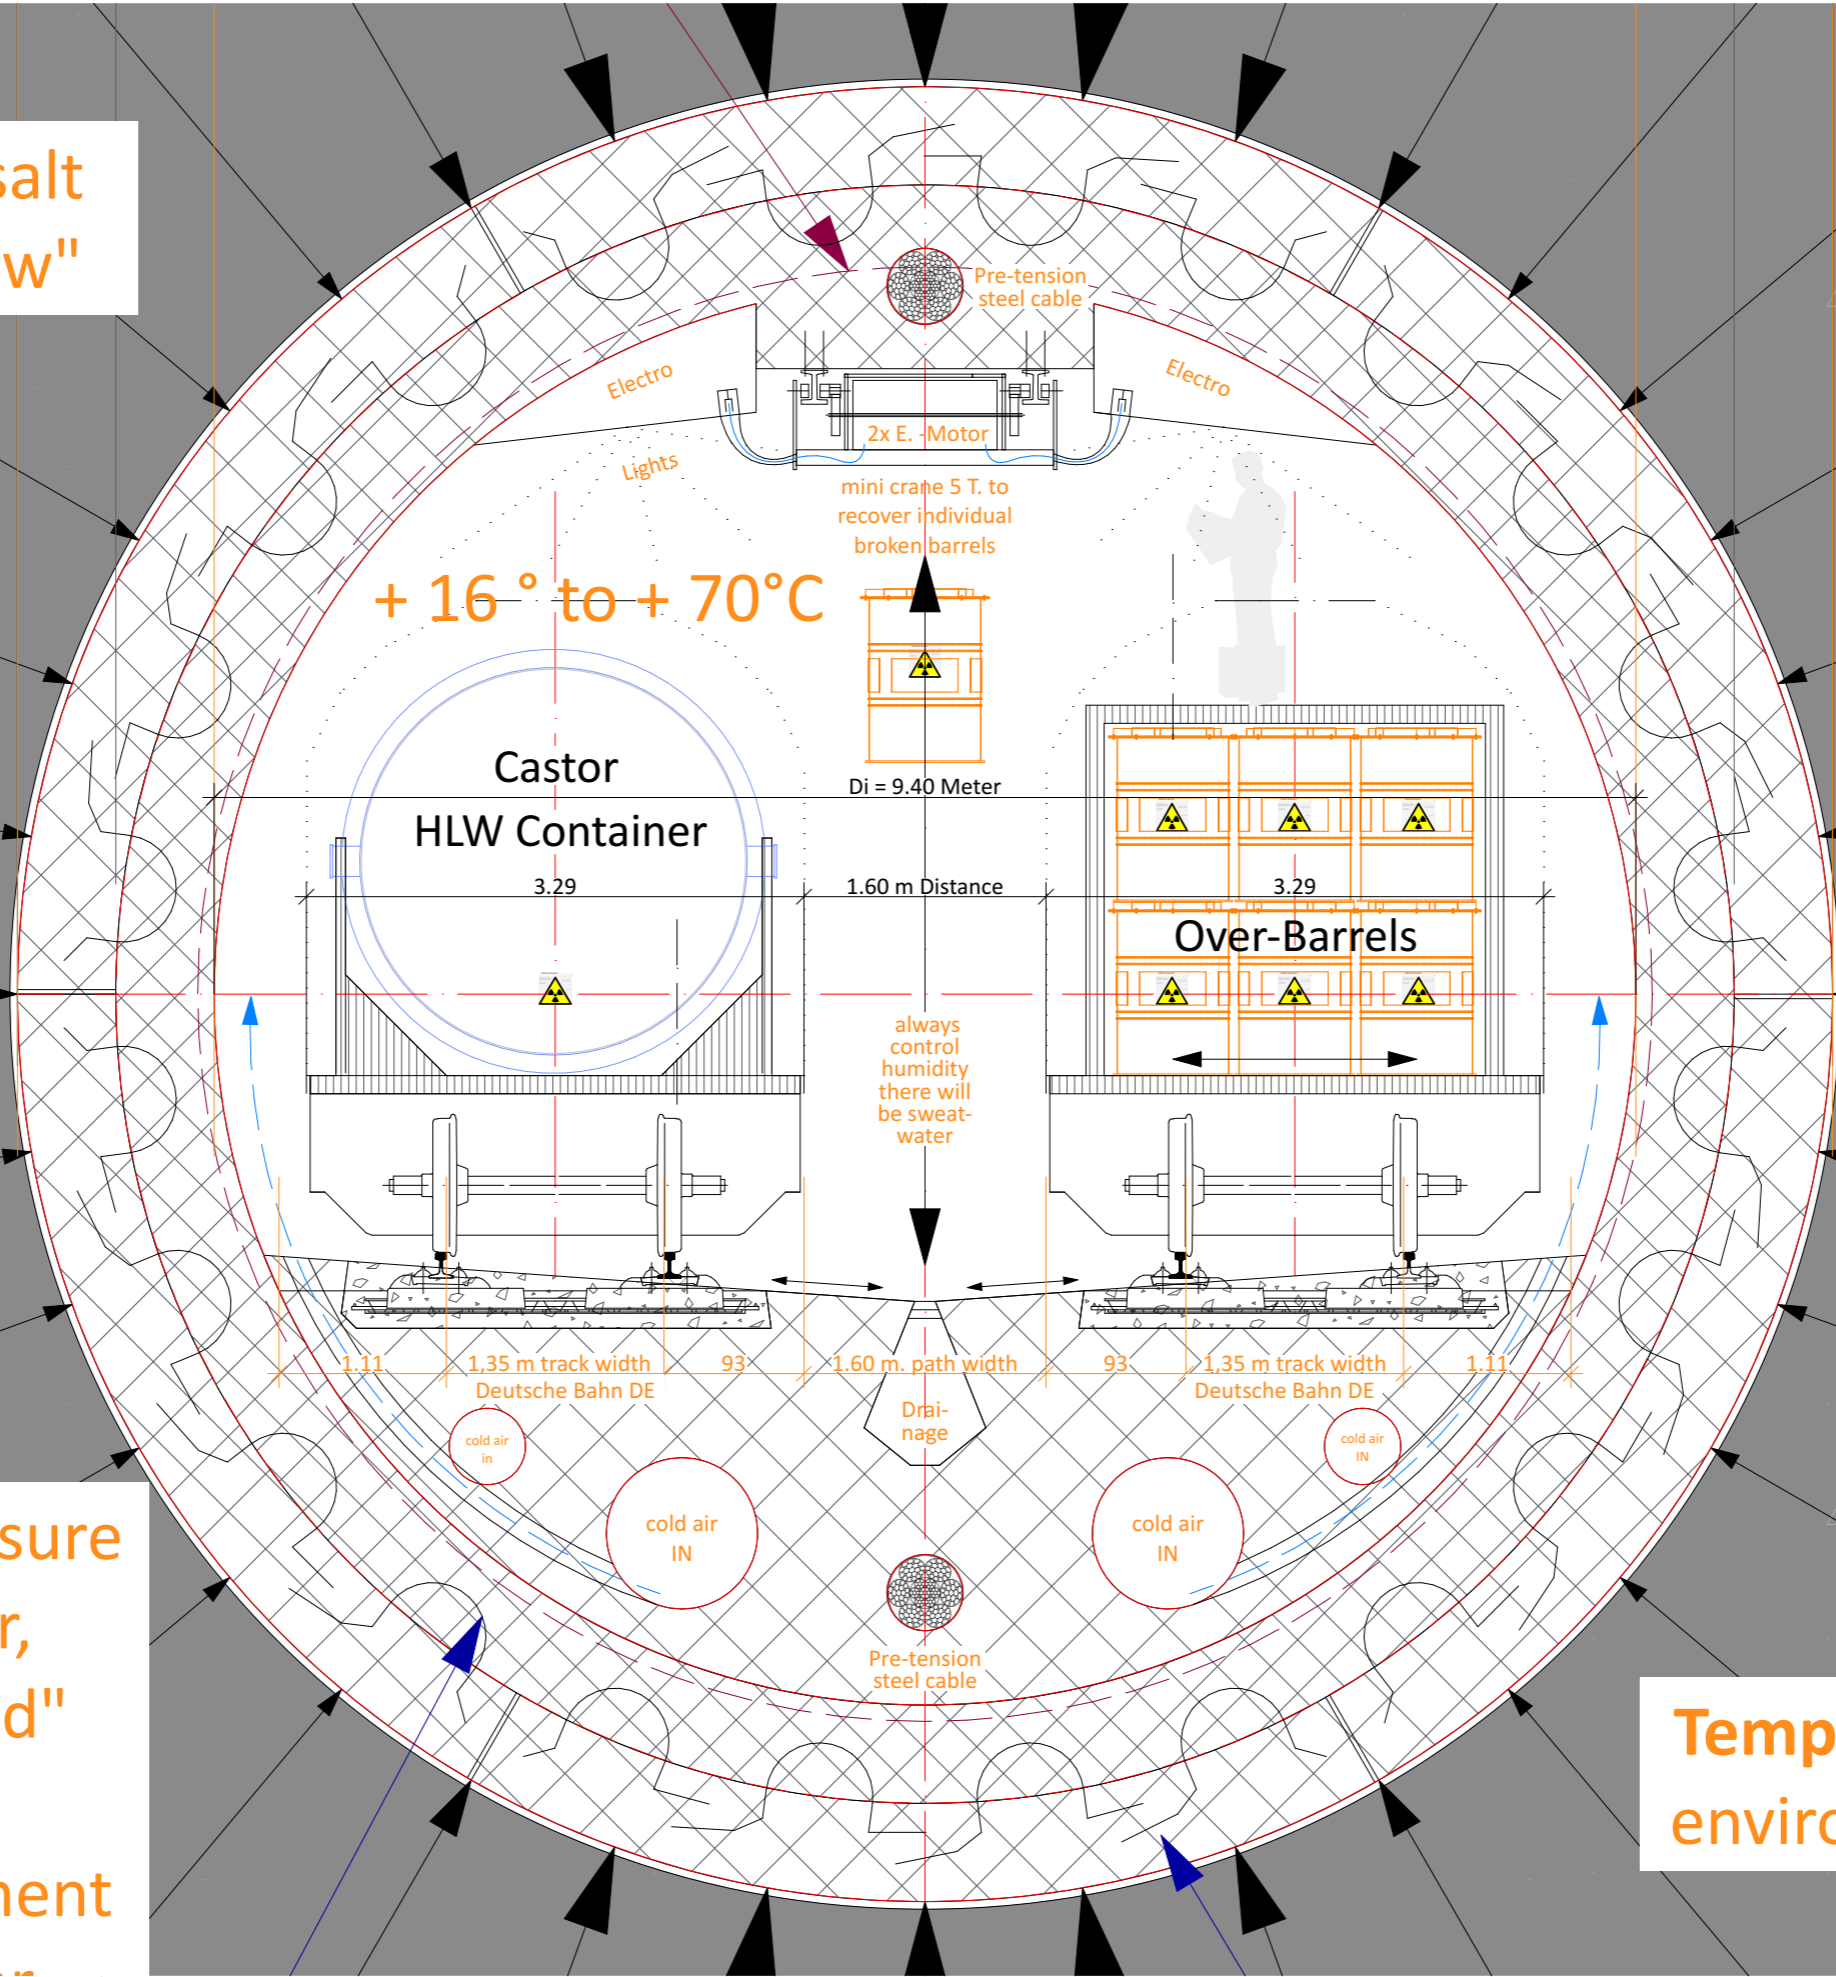 salt
w"
Pre-tension
steel cable
Electro
Electro
2x E. -Motor
Lights
mini crane 5 T. to
recover individual
broken barrels
+ 16 ° to + 70°C
Castor
HLW Container
Di = 9.40 Meter
3.29
1.60 m Distance
3.29
Over-Barrels
always
control
humidity
there will
be sweat-
water
1.11
1,35 m track width
Deutsche Bahn DE
93
1.60 m. path width
93
1,35 m track width
Deutsche Bahn DE
1.11
Drai-
nage
cold air
in
cold air
IN
cold air
IN
cold air
IN
Pre-tension
steel cable
sure
r,
d"
ment
Temp
enviro